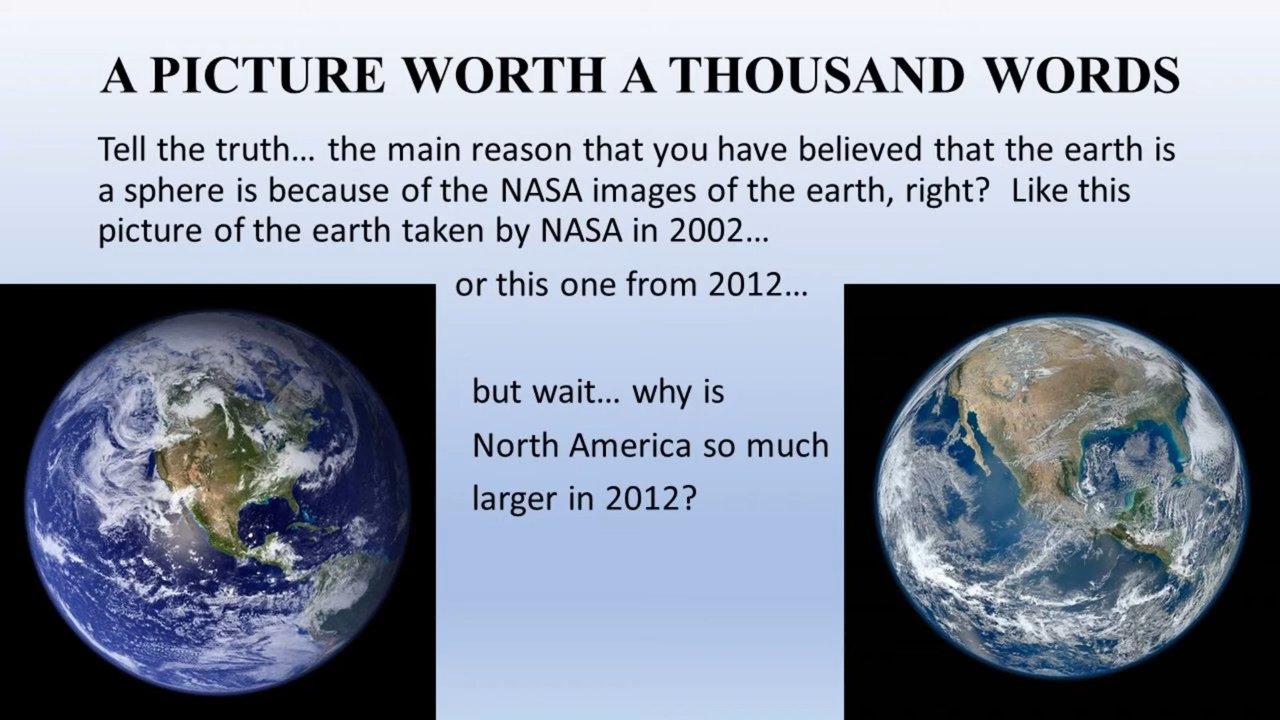 A PICTURE WORTH A THOUSAND WORDS
Tell the truth… the main reason that you have believed that the earth is
a sphere is because of the NASA images of the earth, right?  Like this
picture of the earth taken by NASA in 2002…
or this one from 2012…
but wait… why is
North America so much
larger in 2012?